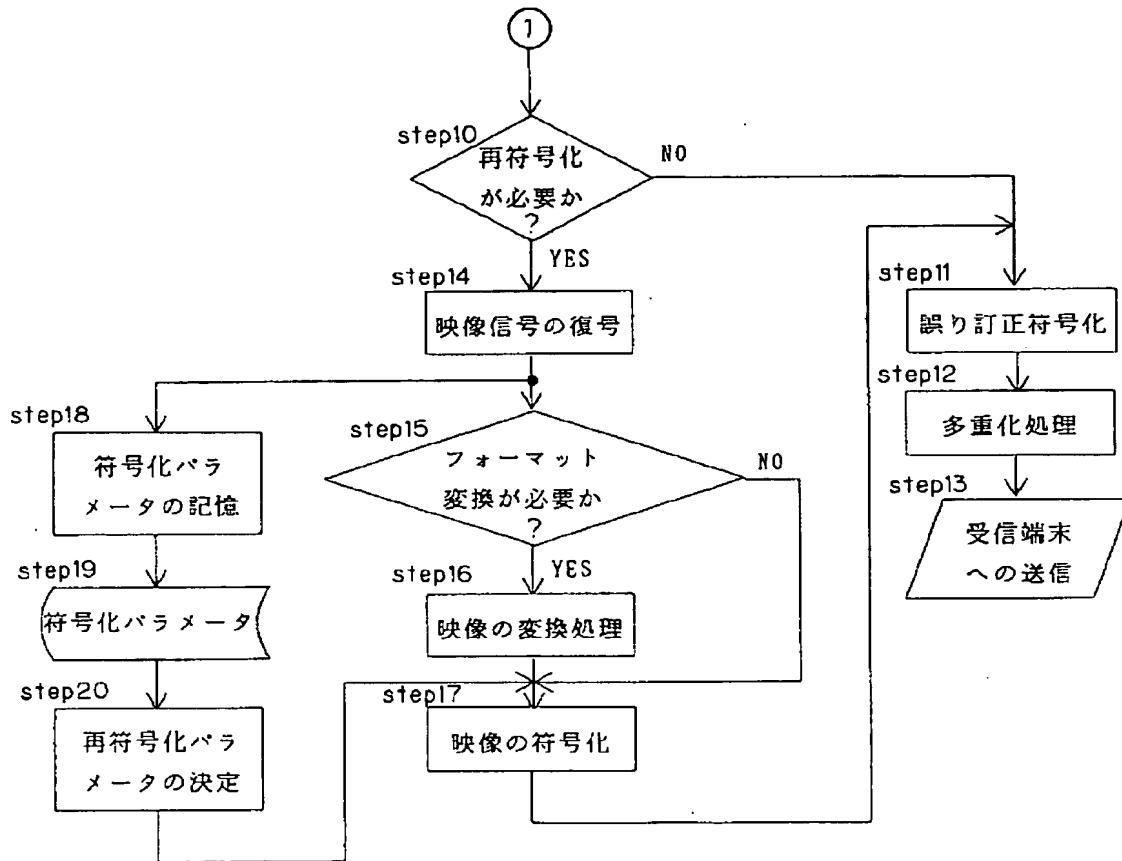 1
step10
再符号化
が必要か
?
NO
YES
step14
映像信号の復号
step11
誤り訂正符号化
step12
多重化処理
step13
受信端末
への送信
step18
符号化パラ
メータの記憶
step15
フォーマット
変換が必要か
?
NO
YES
step19
符号化パラメータ
step16
映像の変換処理
step20
再符号化パラ
メータの決定
step17
映像の符号化